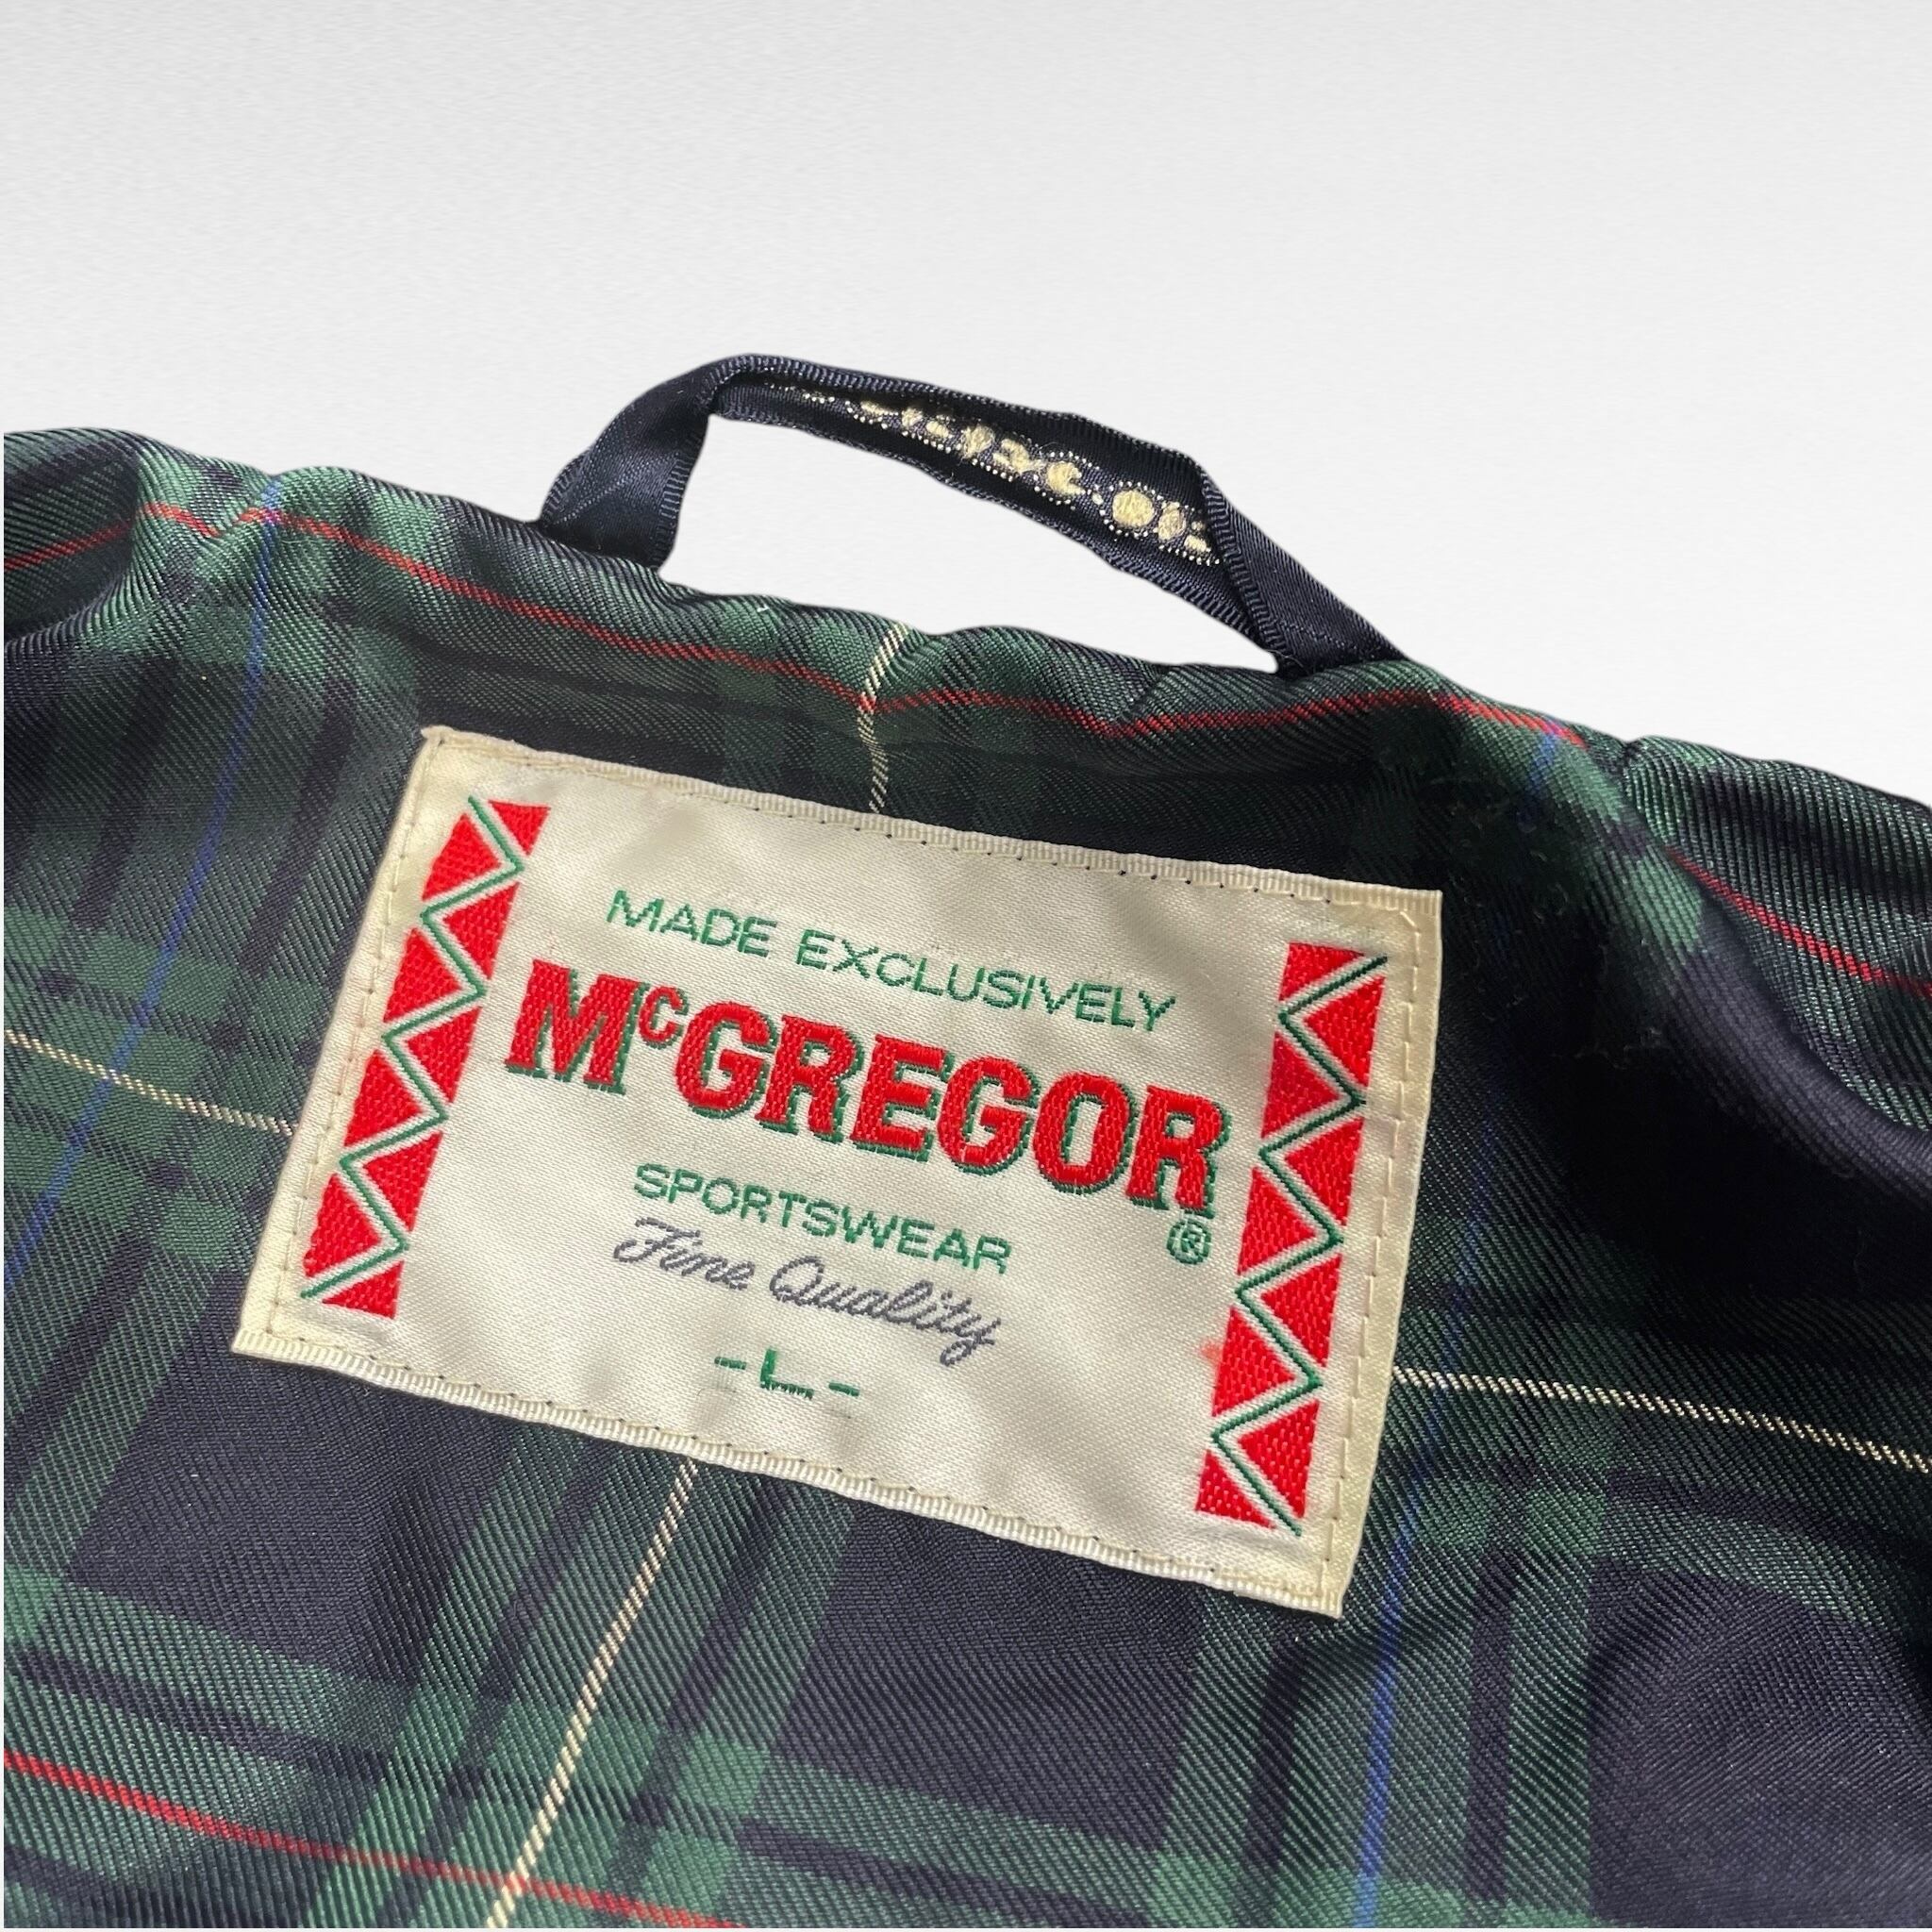 MADE EXCLUSIVELY
McGREGOR®
SPORTSWEAR
Fine Quality
-L-